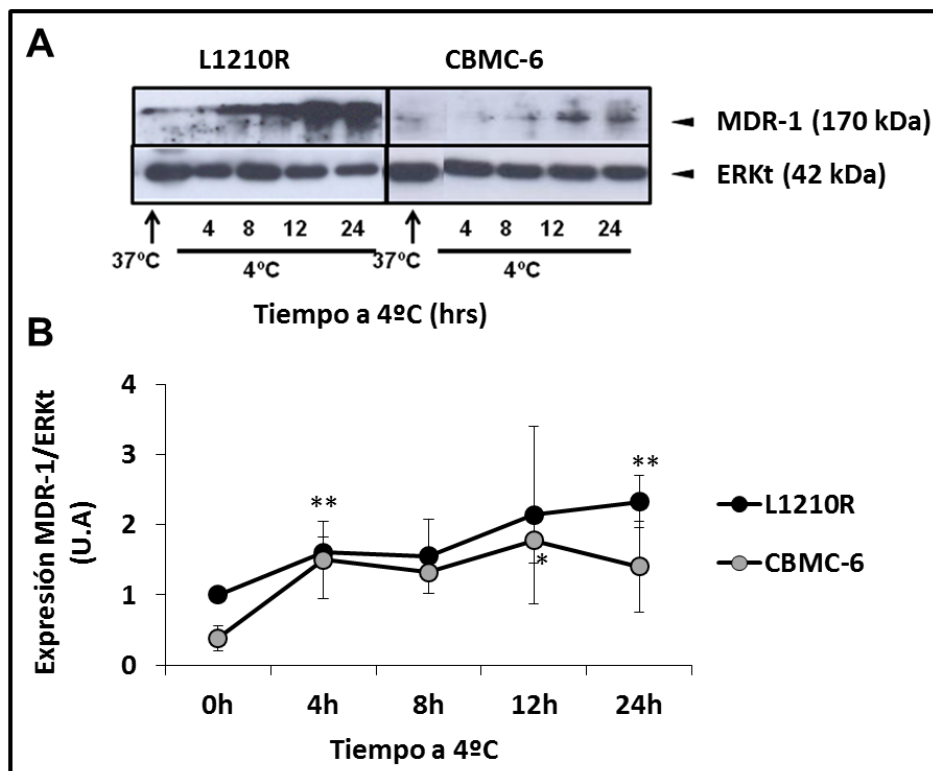 A
L1210R CBMC-6
MDR-1 (170 kDa)
ERKt (42 kDa)
4 8 12 24 4 8 12 24
37ºC 4ºC 37ºC 4ºC
Tiempo a 4ºC (hrs)
B
Expresión MDR-1/ERKt
(U.A)
4
3
2
1
0
** * **
0h 4h 8h 12h 24h
Tiempo a 4ºC
L1210R
CBMC-6